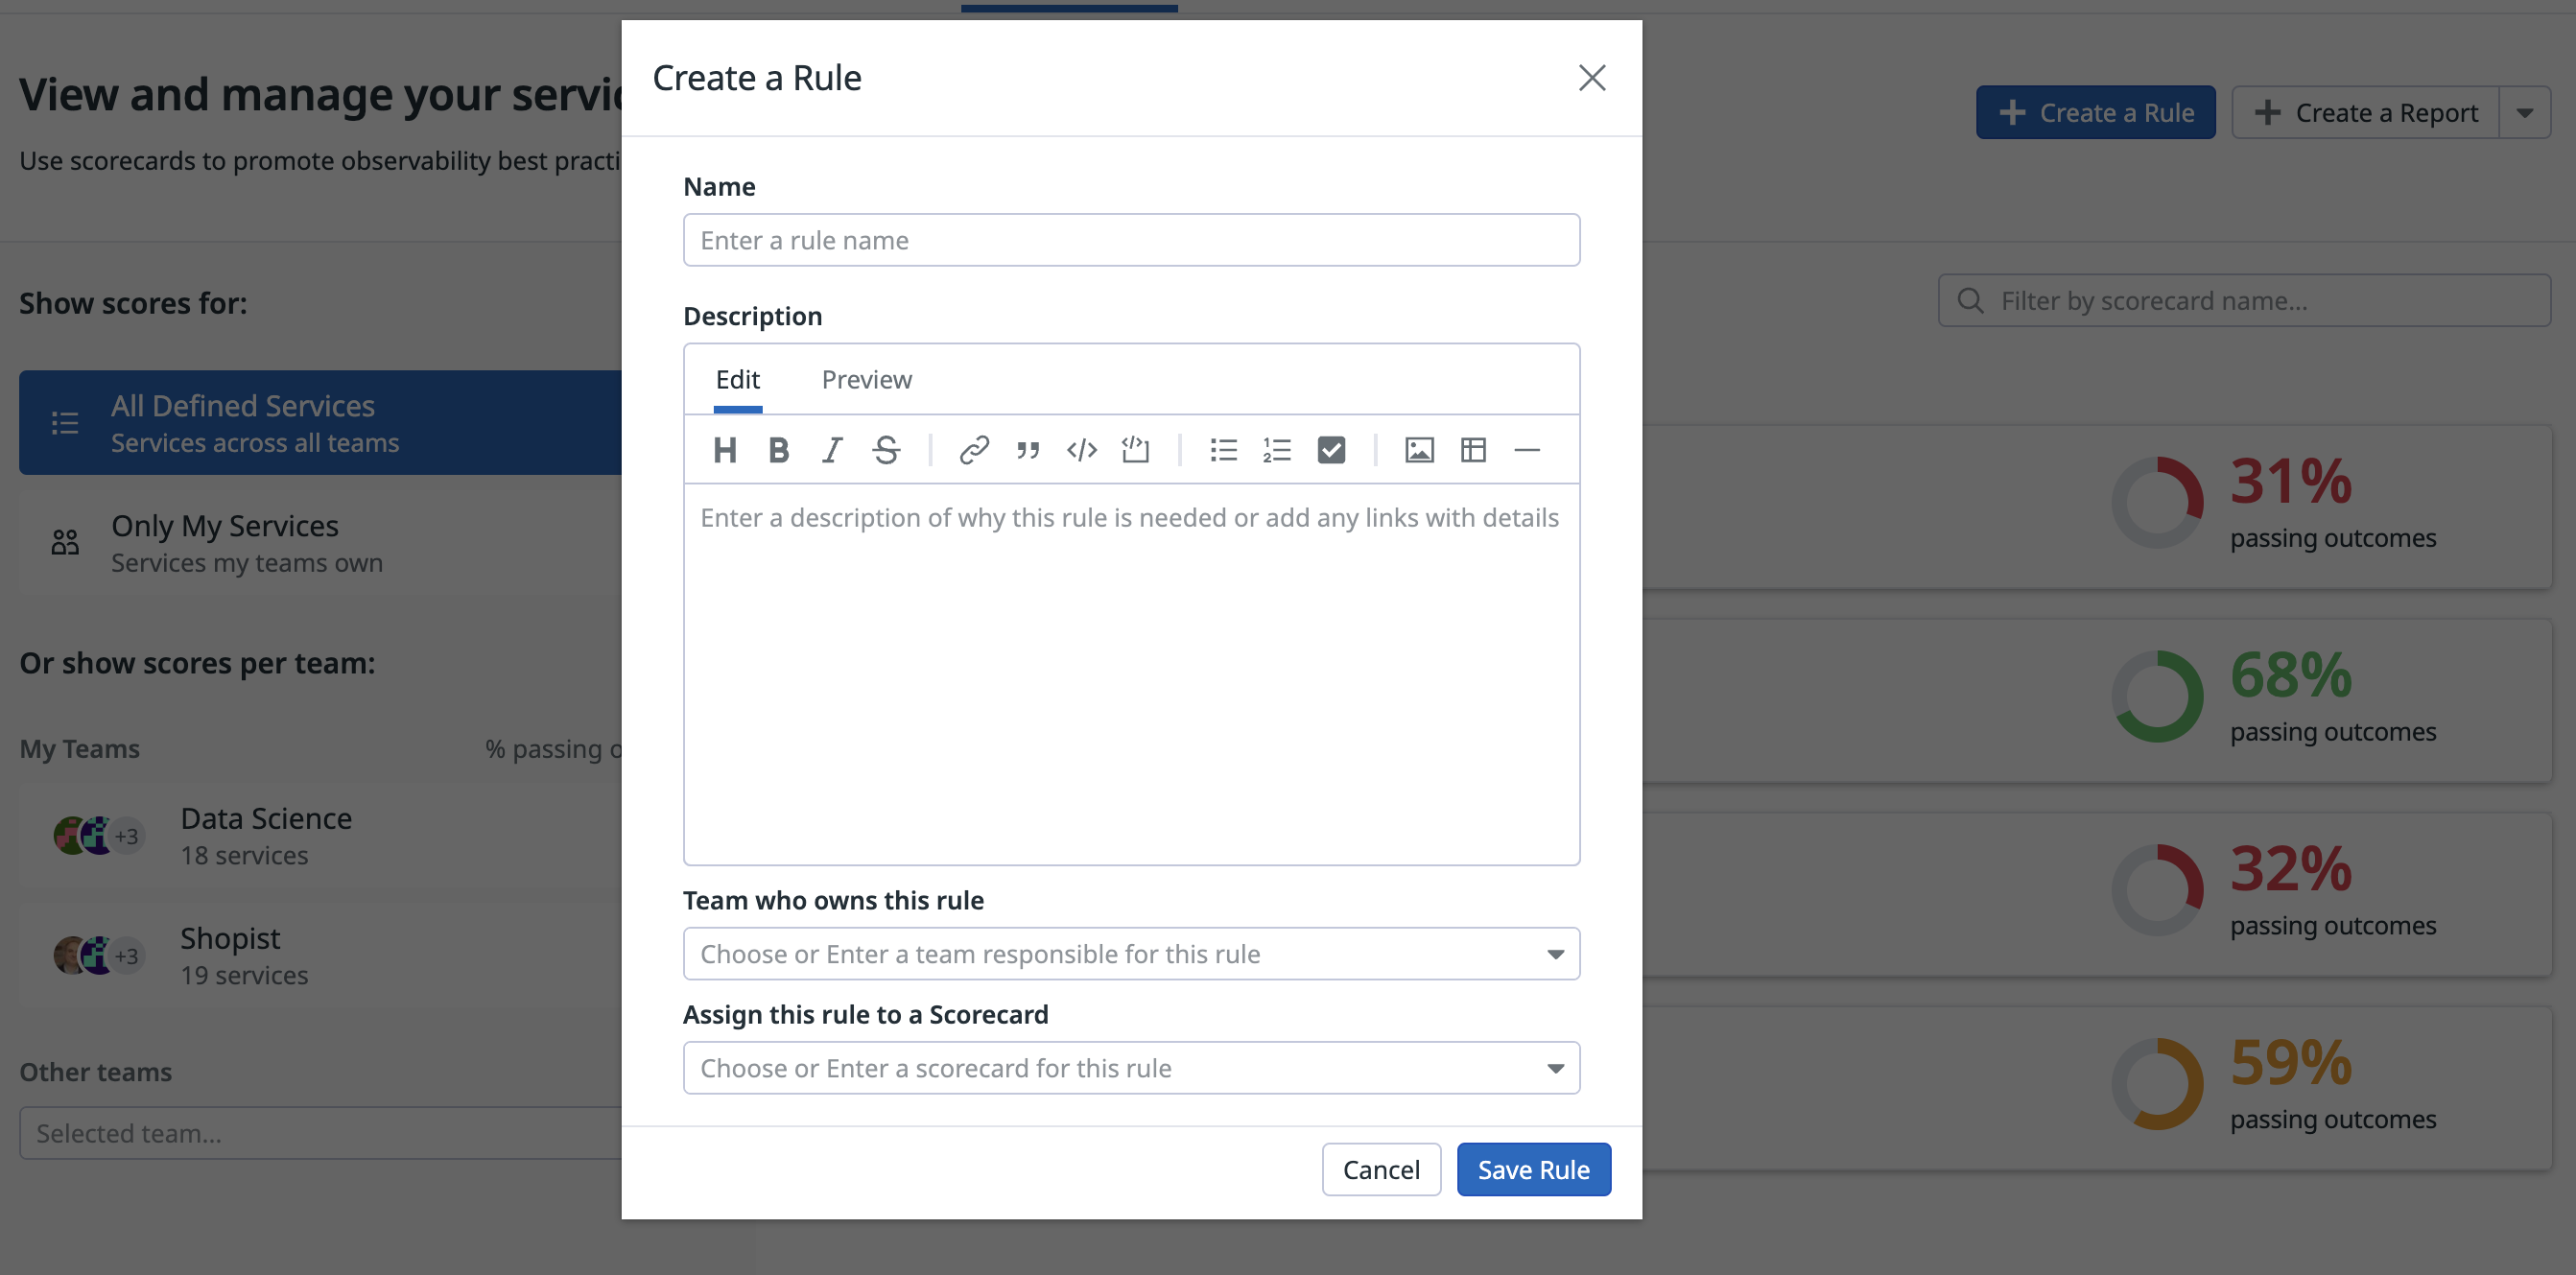 View and manage your servic
Use scorecards to promote observability best practi
Create a Rule
Create a Report
Show scores for:
All Defined Services
Services across all teams
Only My Services
Services my teams own
Or show scores per team:
My Teams
% passing o
+3
Data Science
18 services
+3
Shopist
19 services
Other teams
Selected team...
Create a Rule
Name
Enter a rule name
Description
Edit
Preview
Enter a description of why this rule is needed or add any links with details
Team who owns this rule
Choose or Enter a team responsible for this rule
Assign this rule to a Scorecard
Choose or Enter a scorecard for this rule
Cancel
Save Rule
Filter by scorecard name...
31%
passing outcomes
68%
passing outcomes
32%
passing outcomes
59%
passing outcomes